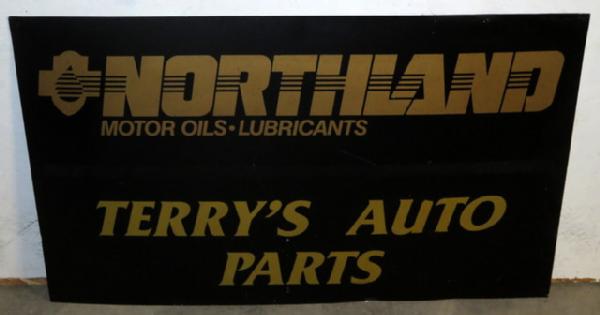 NORTHLAND
MOTOR OILS • LUBRICANTS
TERRY'S AUTO
PARTS